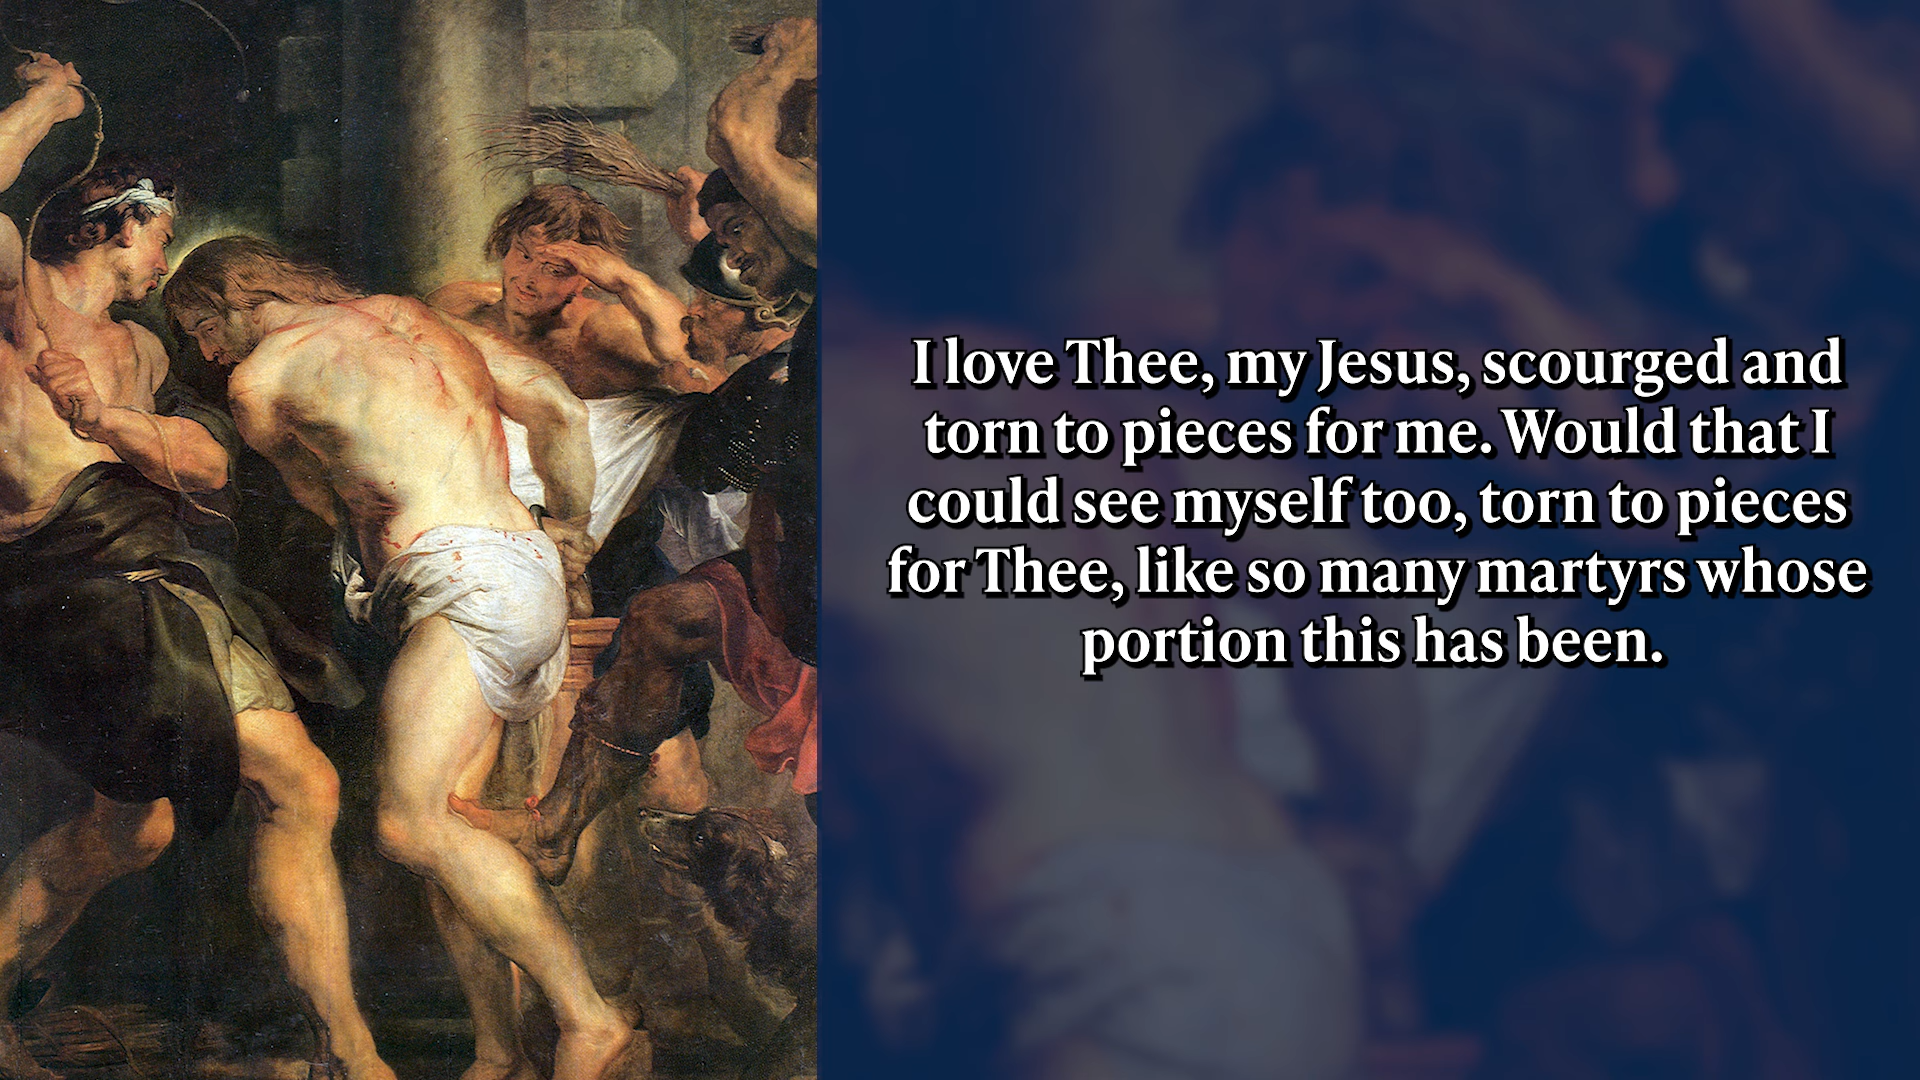 I love Thee, my Jesus, scourged and
torn to pieces for me. Would that I
could see myself too, torn to pieces
for Thee, like so many martyrs whose
portion this has been.